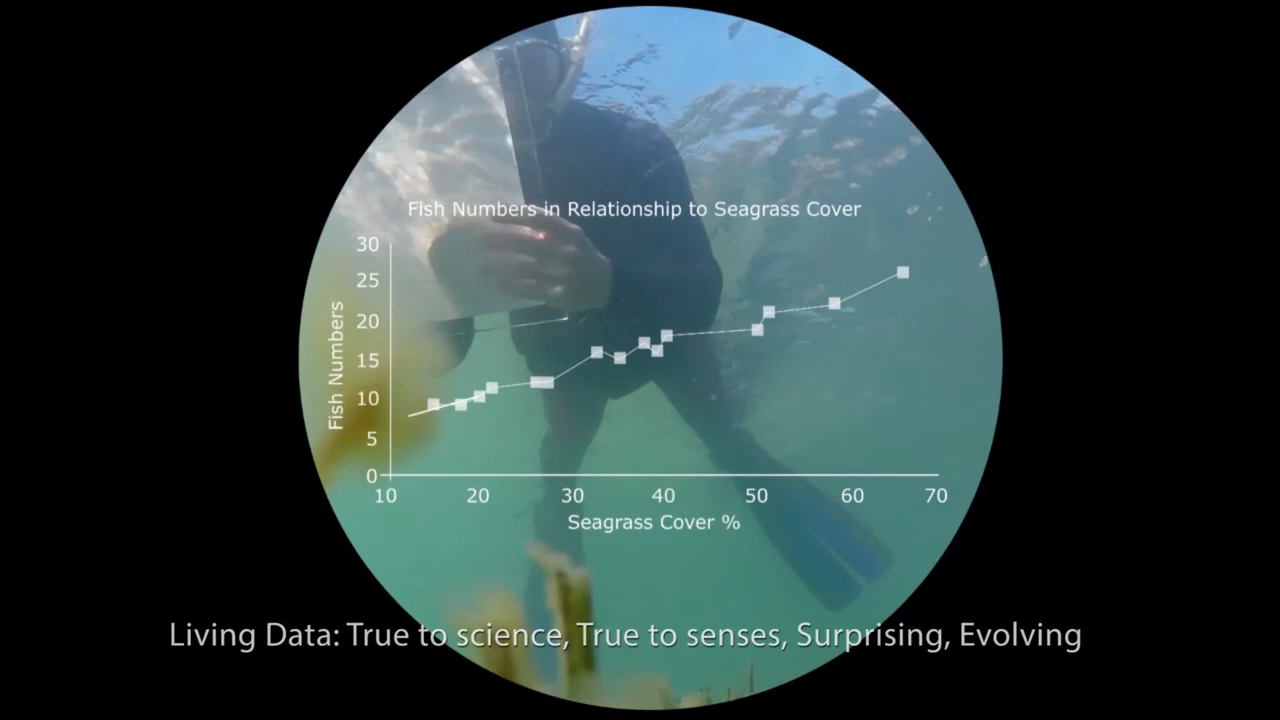 Fish Numbers in Relationship to Seagrass Cover
30
25
20
15
10
5
0
Fish Numbers
10 20 30 40 50 60 70
Seagrass Cover %
Living Data: True to science, True to senses, Surprising, Evolving